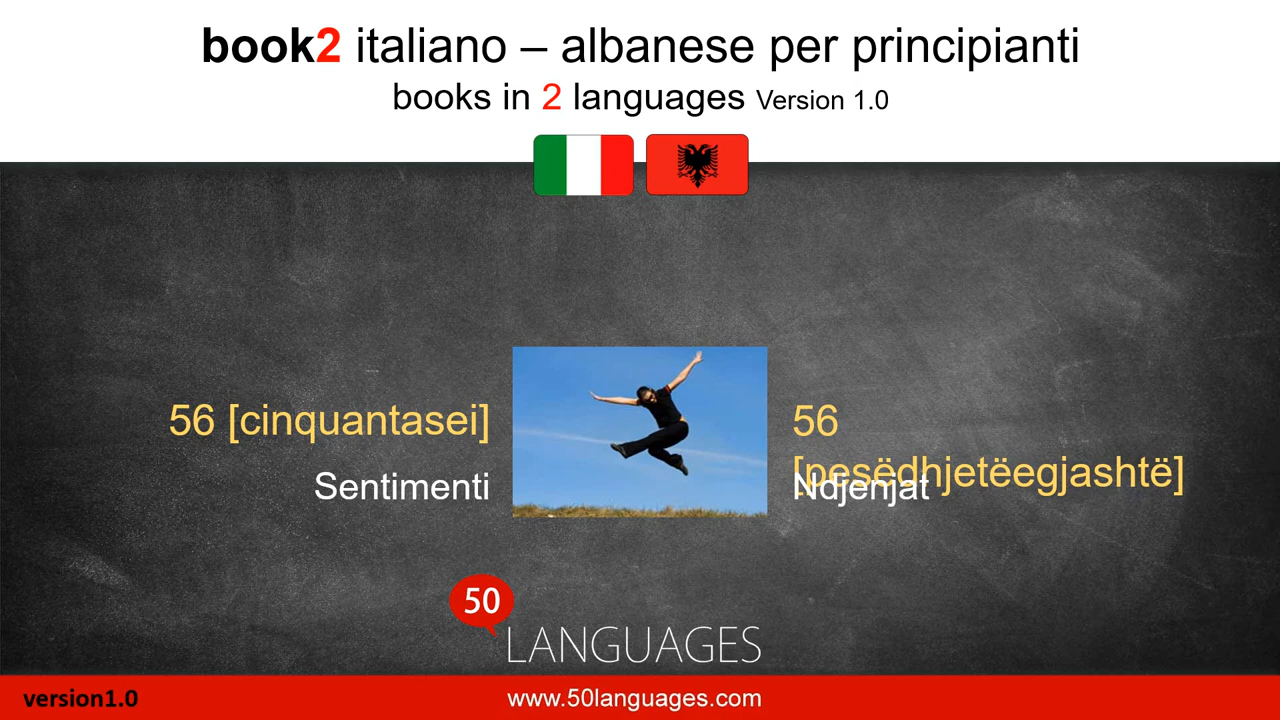 book2 italiano – albanese per principianti
books in 2 languages Version 1.0
56 [cinquantasei]
Sentimenti
56
[pesëdhjetëegjashtë]
Ndjenjat
50
LANGUAGES
version1.0
www.50languages.com